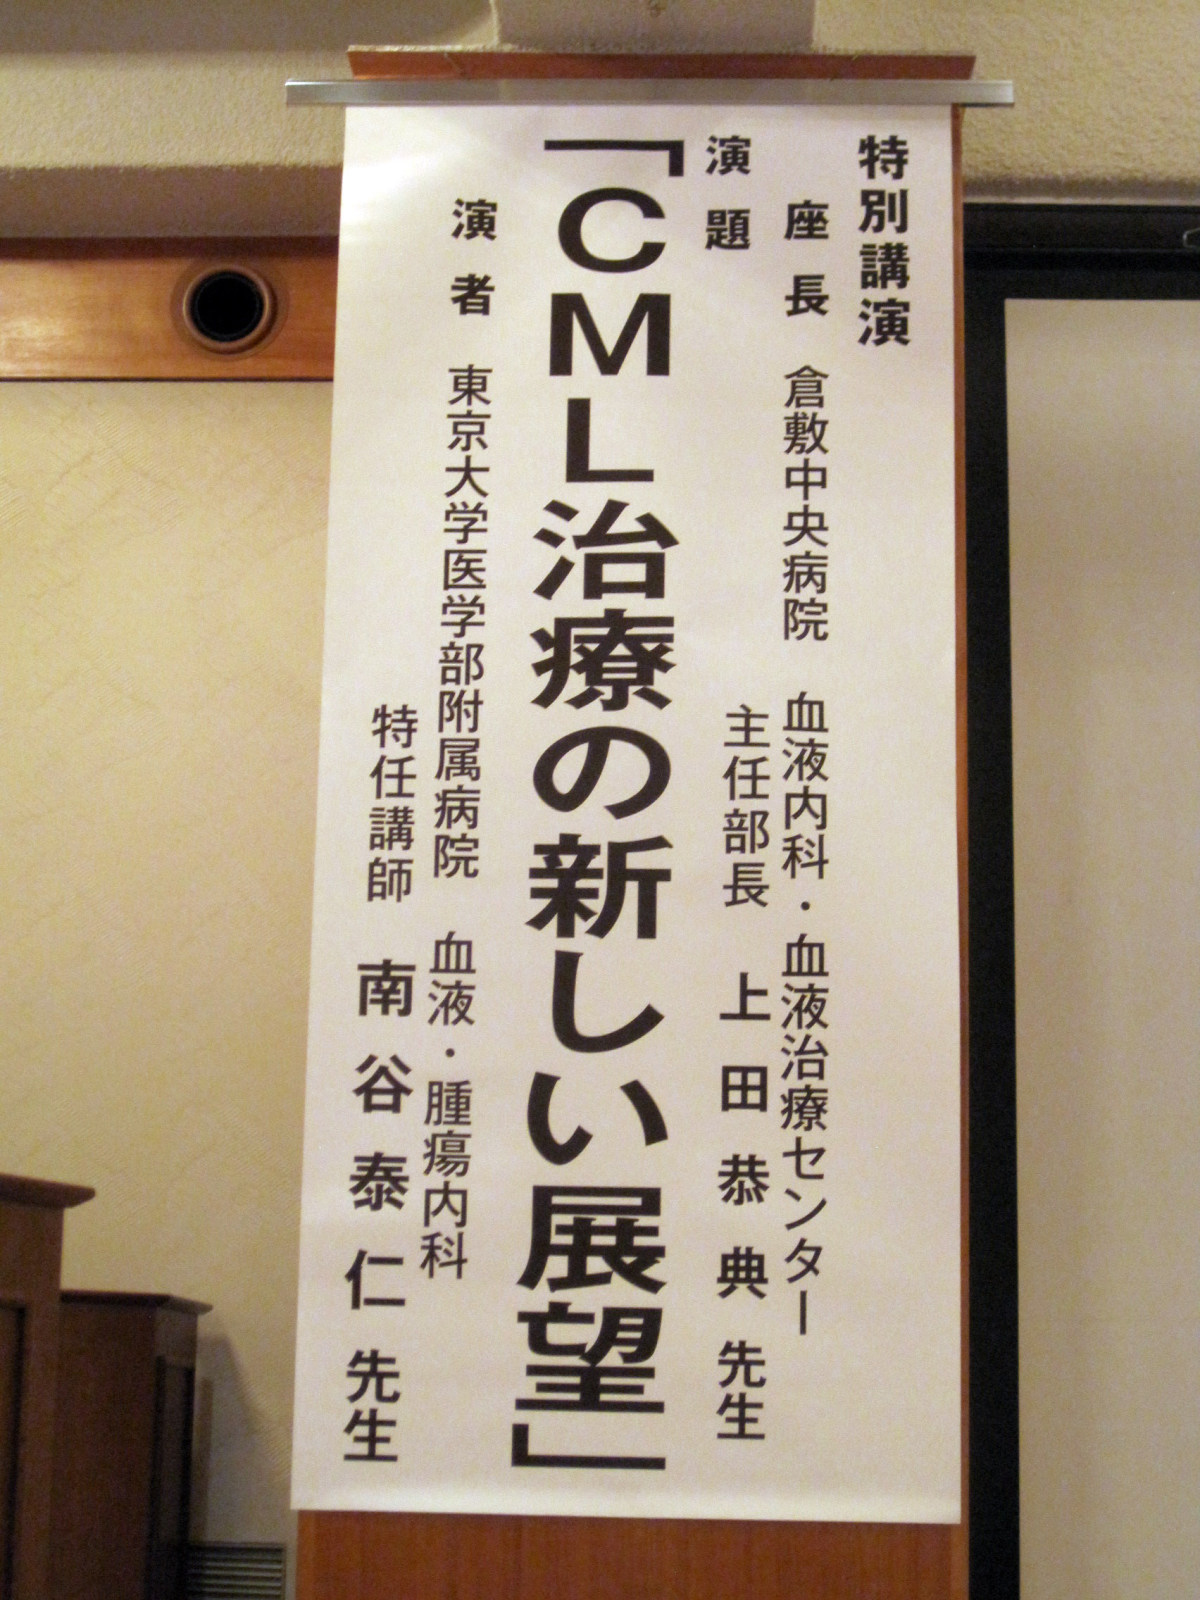 特別講演
座長 倉敷中央病院 血液内科・血液治療センター
主任部長 上田恭典 先生
演題
「CML治療の新しい展望」
演者 東京大学医学部附属病院 血液・腫瘍内科
特任講師 南谷泰仁 先生